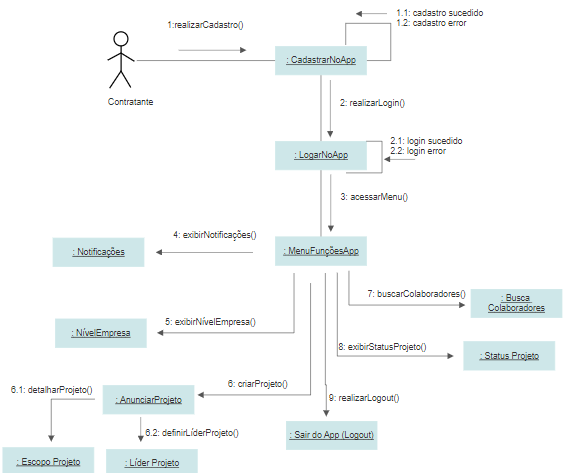 1.1: cadastro sucedido
1.2: cadastro error
1:realizarCadastro()
: CadastrarNoApp
Contratante
2: realizarLogin()
2.1: login sucedido
2.2: login error
: LogarNoApp
3: acessarMenu()
4: exibirNotificações()
: Notificações
: MenuFunçõesApp
7: buscarColaboradores()
: Busca
Colaboradores
5: exibirNívelEmpresa()
: NívelEmpresa
8: exibirStatusProjeto()
: Status Projeto
6: criarProjeto()
6.1: detalharProjeto()
: AnunciarProjeto
9: realizarLogout()
6.2: definirLíderProjeto()
: Sair do App (Logout)
: Escopo Projeto
: Líder Projeto